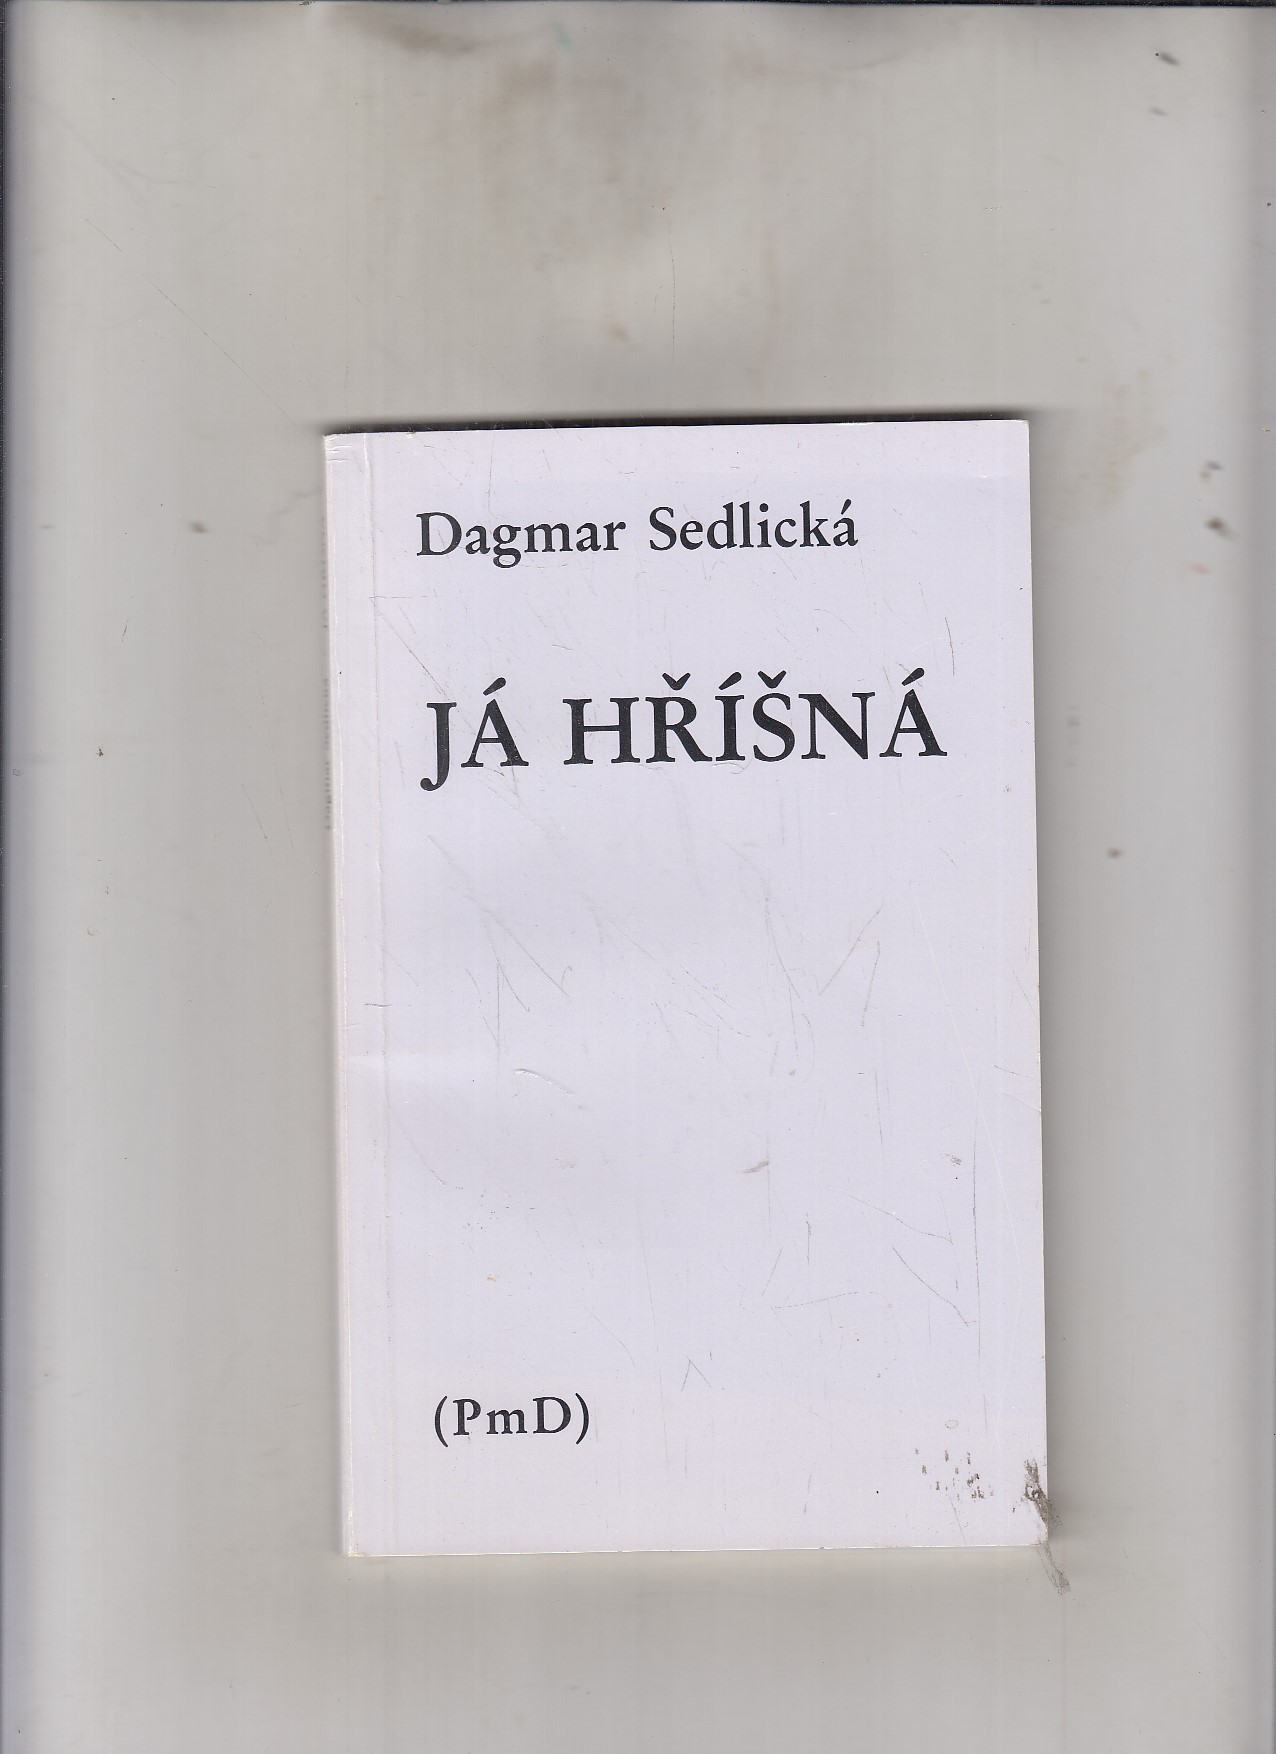 Dagmar Sedlická
JÁ HŘÍŠNÁ
(PmD)